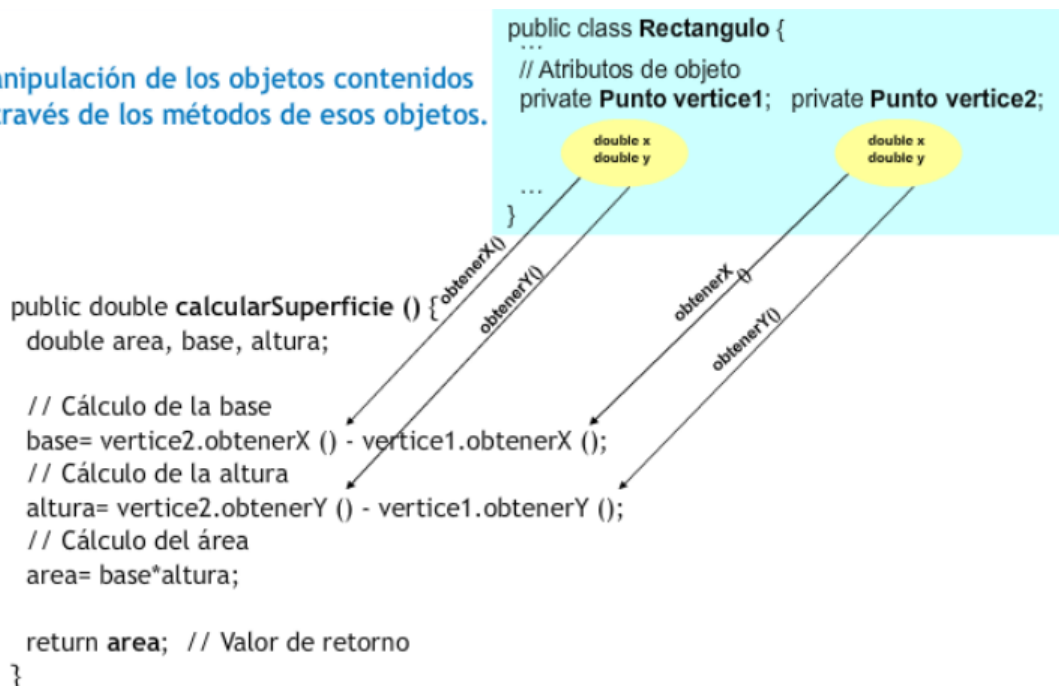 public class Rectangulo {
...
// Atributos de objeto
private Punto vertice1; private Punto vertice2;
double x
double y
double x
double y
...
}
anipulación de los objetos contenidos
través de los métodos de esos objetos.
obtenerX()
obtenerY()
obtenerX ()
obtenerY()
public double calcularSuperficie () {
double area, base, altura;
// Cálculo de la base
base= vertice2.obtenerX () - vertice1.obtenerX ();
// Cálculo de la altura
altura= vertice2.obtenerY () - vertice1.obtenerY ();
// Cálculo del área
area= base*altura;
return area; // Valor de retorno
}